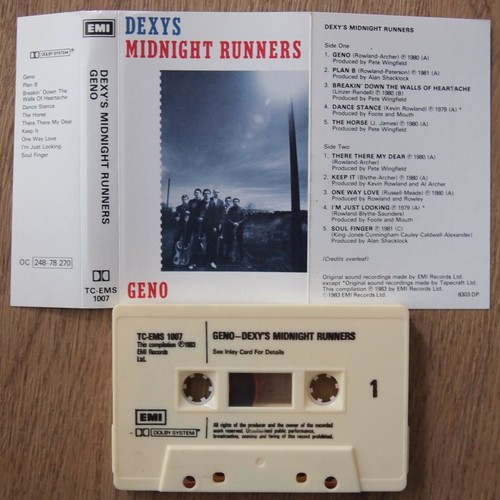 EMI
DOLBY SYSTEM
Geno
Plan B
Breakin' Down The
Walls Of Heartache
Dance Stance
The Horse
There There My Dear
Keep It
One Way Love
I'm Just Looking
Soul Finger
OC 248-78 270
DEXY'S MIDNIGHT RUNNERS
GENO
TC-EMS
1007
DEXYS
MIDNIGHT RUNNERS
GENO
DEXY'S MIDNIGHT RUNNERS
Side One
1. GENO (Rowland-Archer) ℗ 1980 (A)
Produced by Pete Wingfield
2. PLAN B (Rowland-Paterson) ℗ 1981 (A)
Produced by Alan Shacklock
3. BREAKIN' DOWN THE WALLS OF HEARTACHE
(Linzer-Randell) ℗ 1980 (B)
Produced by Pete Wingfield
4. DANCE STANCE (Kevin Rowland) ℗ 1979 (A) *
Produced by Foote and Mouth
5. THE HORSE (J. James) ℗ 1980 (A)
Side Two
1. THERE THERE MY DEAR ℗ 1980 (A)
(Rowland-Archer)
Produced by Pete Wingfield
2. KEEP IT (Blythe-Archer) ℗ 1980 (A)
Produced by Kevin Rowland and Al Archer
3. ONE WAY LOVE (Russell-Meade) ℗ 1980 (A)
Produced by Rowland and Rowley
4. I'M JUST LOOKING ℗ 1979 (A) *
(Rowland-Blythe-Saunders)
Produced by Foote and Mouth
5. SOUL FINGER ℗ 1981 (C)
(King-Jones-Cunningham-Cauley-Caldwell-Alexander)
Produced by Alan Shacklock
(Credits overleaf)
Original sound recordings made by EMI Records Ltd.
except *Original sound recordings made by Tapecraft Ltd.
This compilation ℗ 1983 by EMI Records Ltd.
©1983 EMI Records Ltd. 8303 DP
TC-EMS 1007
This compilation ℗1983
EMI Records
Ltd.
GENO—DEXY'S MIDNIGHT RUNNERS
See Inlay Card For Details
1
EMI
DOLBY SYSTEM
All rights of the producer and the owner of the recorded
work reserved. Unauthorised public performance,
broadcasting, copying and hiring of this record prohibited.